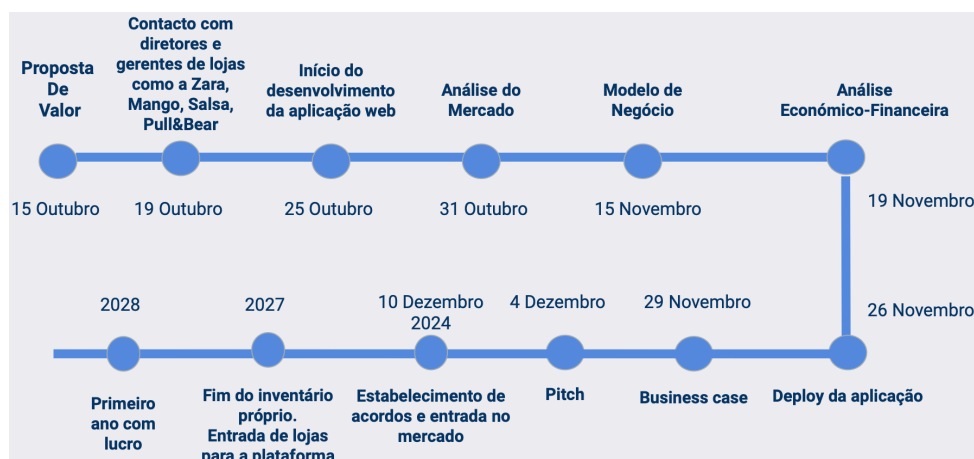 Proposta
De
Valor
Contacto com
diretores e
gerentes de lojas
como a Zara,
Mango, Salsa,
Pull&Bear
Início do
desenvolvimento
da aplicação web
Análise do
Mercado
Modelo de
Negócio
Análise
Económico-Financeira
15 Outubro
19 Outubro
25 Outubro
31 Outubro
15 Novembro
19 Novembro
2028
2027
10 Dezembro
2024
4 Dezembro
29 Novembro
26 Novembro
Primeiro
ano com
lucro
Fim do inventário
próprio.
Entrada de lojas
para a plataforma
Estabelecimento de
acordos e entrada no
mercado
Pitch
Business case
Deploy da aplicação